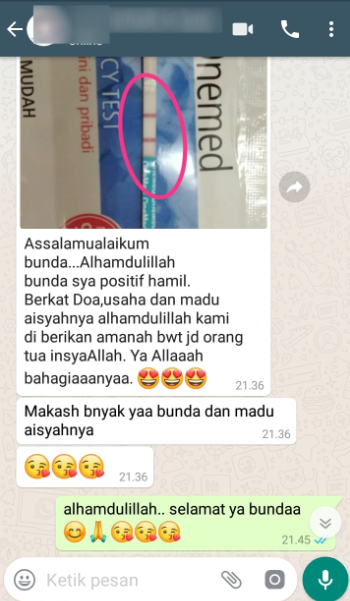 Online
MUDAH
ni dan pribadi
CY TEST
onemed
Assalamualaikum
bunda...Alhamdulillah
bunda sya positif hamil.
Berkat Doa,usaha dan madu
aisyahnya alhamdulillah kami
di berikan amanah bwt jd orang
tua insyaAllah. Ya Allaaah
bahagiaaanyaa. 😍😍😍
21.36
Makash bnyak yaa bunda dan madu
aisyahnya
21.36
😘😘😘
21.36
alhamdulillah.. selamat ya bundaa
😊🙏😘😘😘
21.45
Ketik pesan